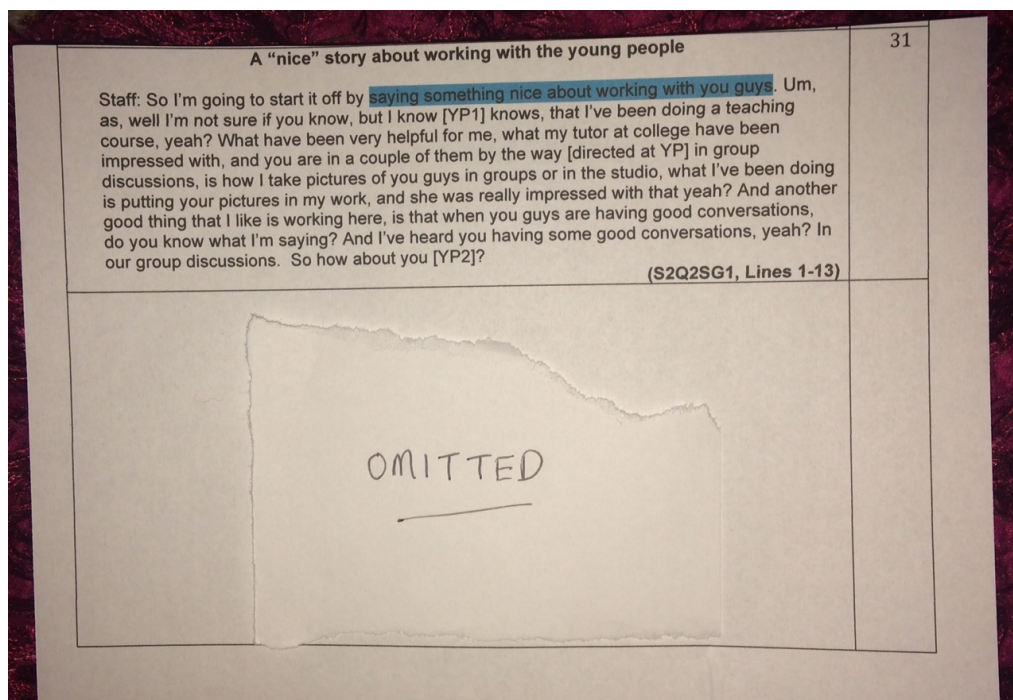 A “nice” story about working with the young people
31
Staff: So I’m going to start it off by saying something nice about working with you guys. Um,
as, well I’m not sure if you know, but I know [YP1] knows, that I’ve been doing a teaching
course, yeah? What have been very helpful for me, what my tutor at college have been
impressed with, and you are in a couple of them by the way [directed at YP] in group
discussions, is how I take pictures of you guys in groups or in the studio, what I’ve been doing
is putting your pictures in my work, and she was really impressed with that yeah? And another
good thing that I like is working here, is that when you guys are having good conversations,
do you know what I’m saying? And I’ve heard you having some good conversations, yeah? In
our group discussions.  So how about you [YP2]?
(S2Q2SG1, Lines 1-13)
OMITTED